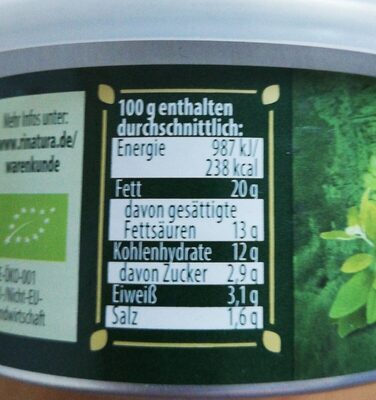 Mehr Infos unter:
www.rinatura.de/
warenkunde
-ÖKO-001
/Nicht-EU-
ndwirtschaft
100 g enthalten
durchschnittlich:
Energie 987 kJ/
238 kcal
Fett 20 g
davon gesättigte
Fettsäuren 13 g
Kohlenhydrate 12 g
davon Zucker 2,9 g
Eiweiß 3,1 g
Salz 1,6 g